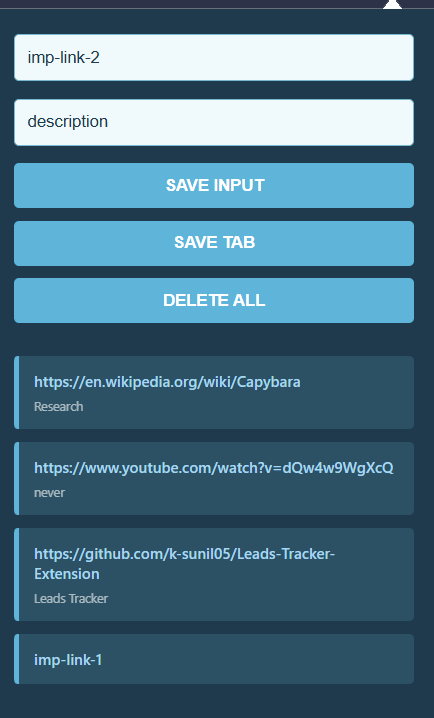 imp-link-2
description
SAVE INPUT
SAVE TAB
DELETE ALL
https://en.wikipedia.org/wiki/Capybara
Research
https://www.youtube.com/watch?v=dQw4w9WgXcQ
never
https://github.com/k-sunil05/Leads-Tracker-
Extension
Leads Tracker
imp-link-1